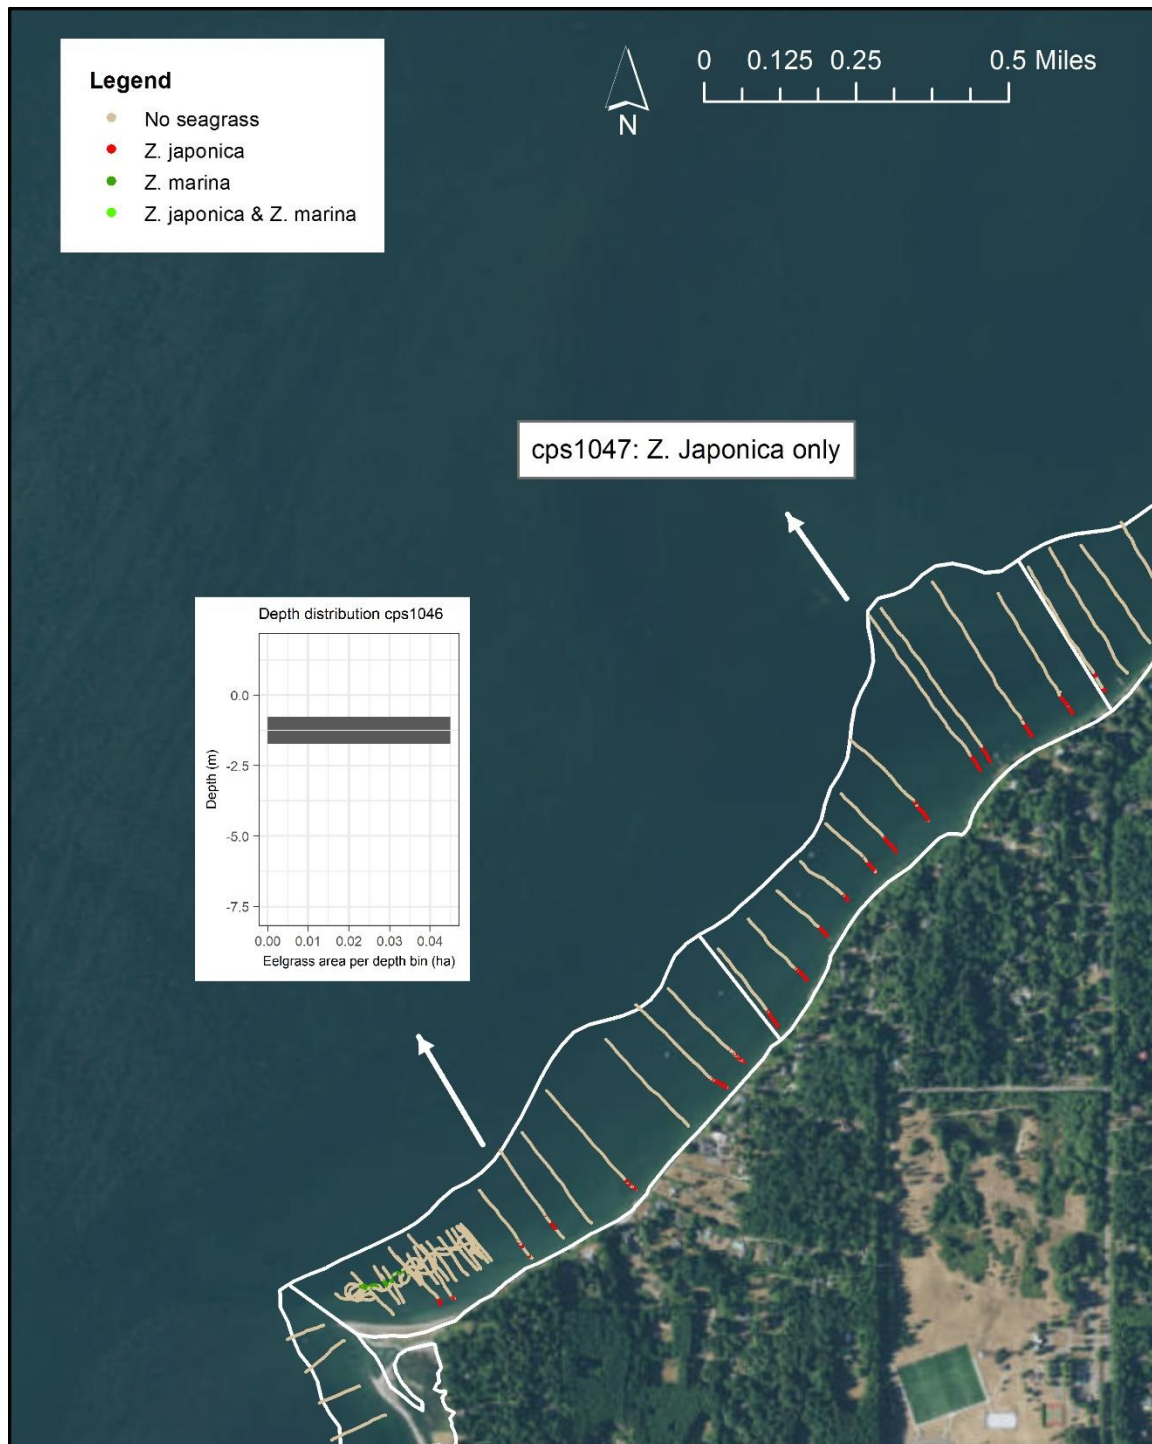 Legend
No seagrass
Z. japonica
Z. marina
Z. japonica & Z. marina
N
0 0.125 0.25 0.5 Miles
cps1047: Z. Japonica only
Depth distribution cps1046
Depth (m)
0.0
-2.5
-5.0
-7.5
0.00 0.01 0.02 0.03 0.04
Eelgrass area per depth bin (ha)